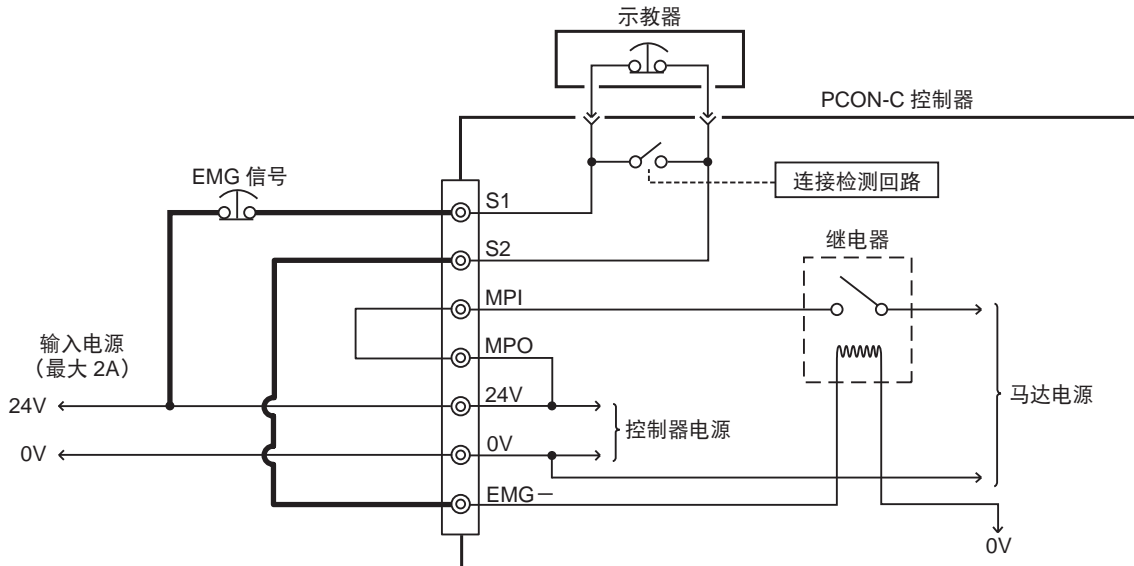 示教器
PCON-C 控制器
连接检测回路
EMG 信号
S1
S2
继电器
MPI
MPO
输入电源
（最大 2A）
24V
24V
控制器电源
马达电源
0V
0V
EMG－
0V